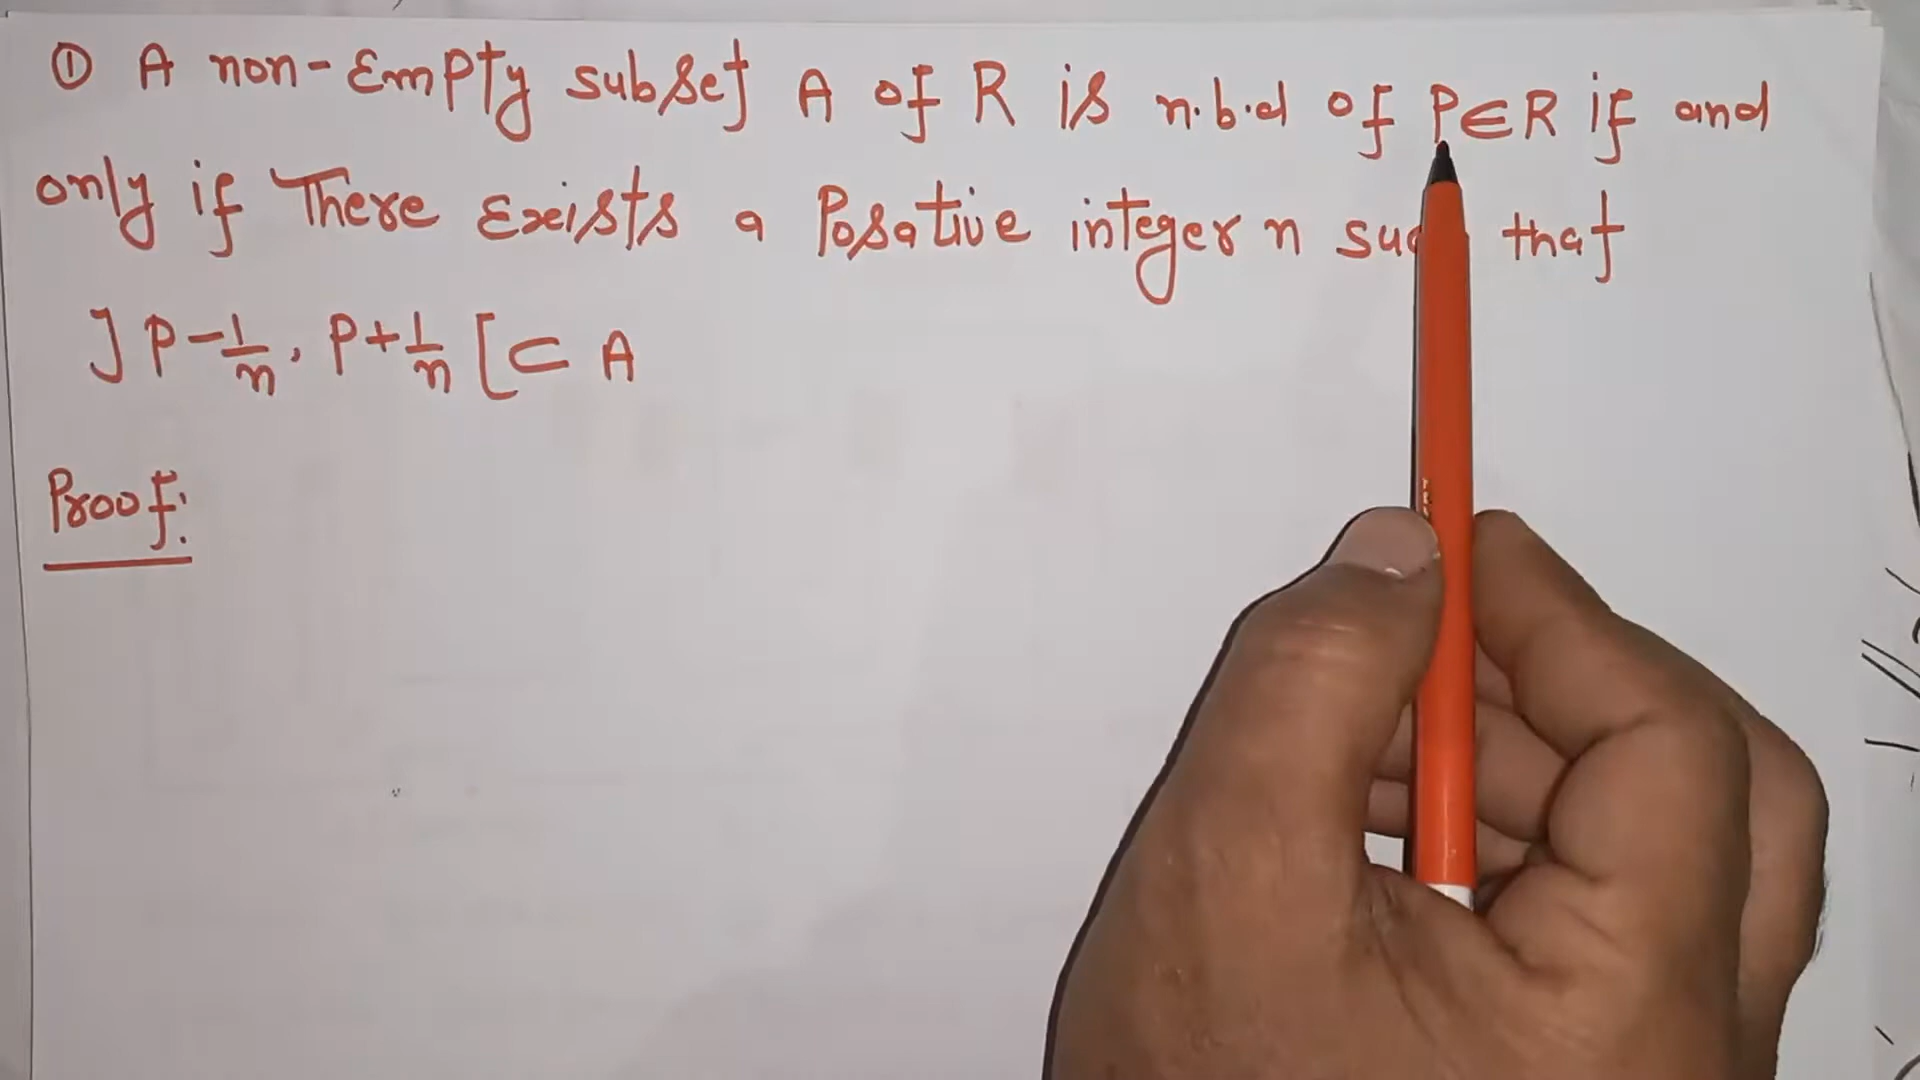 ① A non-Empty subset A of R is n.b.d of P∈R if and
only if There Exists a Posative integer n such that
]P-1/n, P+1/n[⊂ A
Proof: